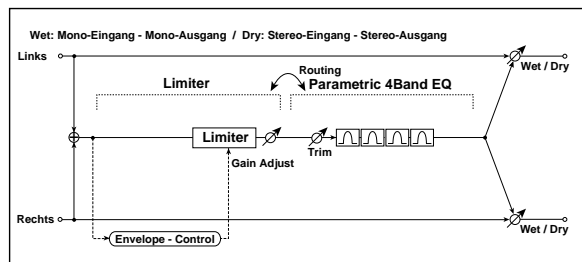 Wet: Mono-Eingang - Mono-Ausgang / Dry: Stereo-Eingang - Stereo-Ausgang
Links
Wet / Dry
Routing
Limiter
Parametric 4Band EQ
Limiter
Gain Adjust
Trim
Rechts
Wet / Dry
Envelope - Control